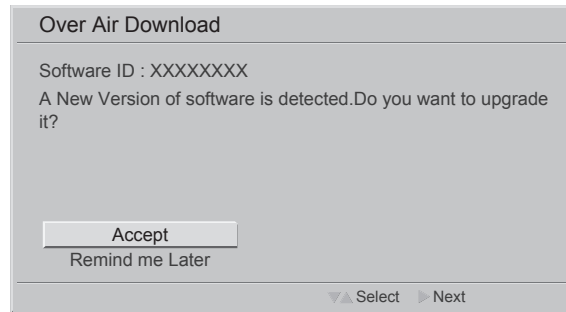 Over Air Download
Software ID : XXXXXXXX
A New Version of software is detected.Do you want to upgrade
it?
Accept
Remind me Later
Select Next